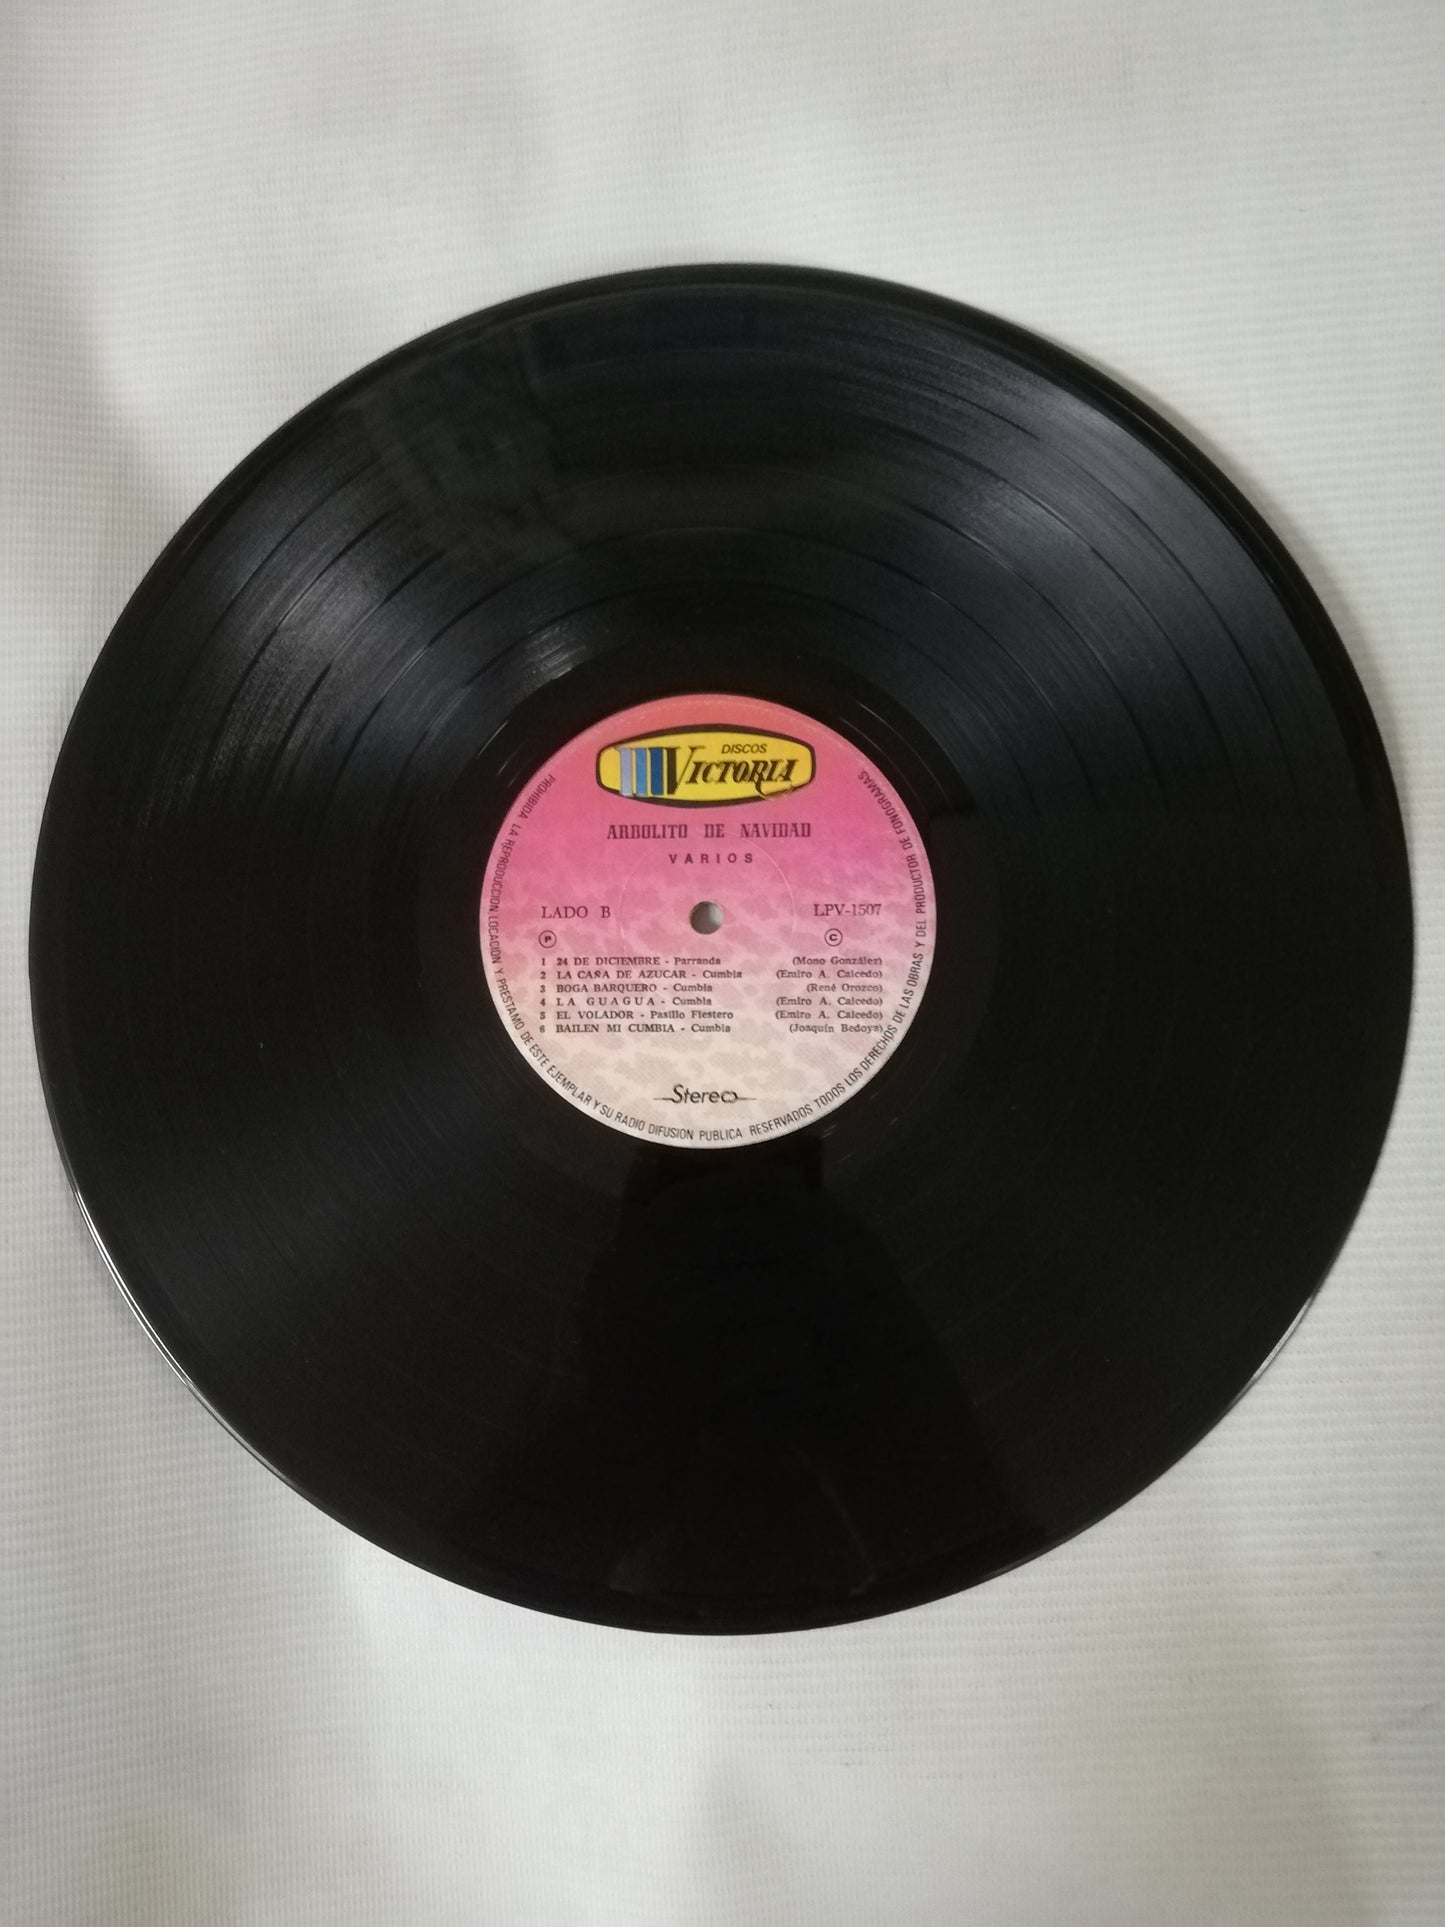 DISCOS
VICTORIA
ARBOLITO DE NAVIDAD
VARIOS
LADO B LPV-1507
P C
1 24 DE DICIEMBRE - Parranda (Mono González)
2 LA CAÑA DE AZUCAR - Cumbia (Emiro A. Caicedo)
3 BOGA BARQUERO - Cumbia (René Orozco)
4 LA GUAGUA - Cumbia (Emiro A. Caicedo)
5 EL VOLADOR - Pasillo Fiestero (Emiro A. Caicedo)
6 BAILEN MI CUMBIA - Cumbia (Joaquín Bedoya)
Stereo
PROHIBIDA LA REPRODUCCION, LOCACION Y PRESTAMO DE ESTE EJEMPLAR Y SU RADIO DIFUSION PUBLICA RESERVADOS TODOS LOS DERECHOS DE LAS OBRAS Y DEL PRODUCTOR DE FONOGRAMAS.